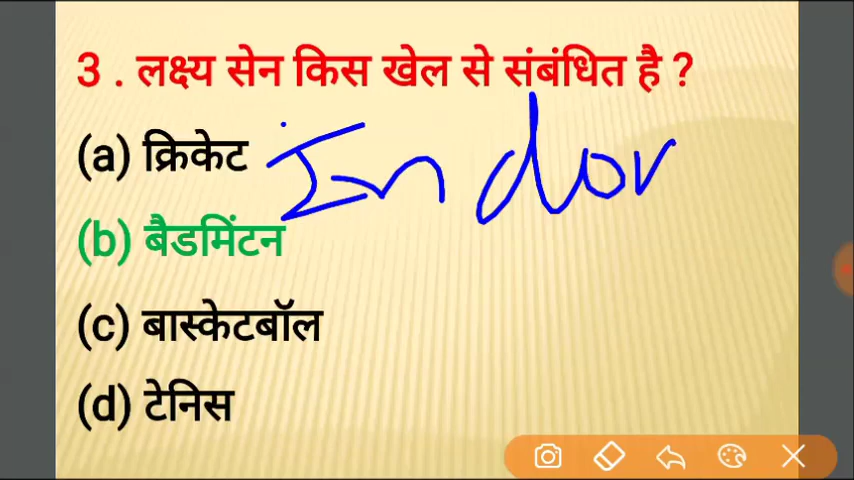 3 . लक्ष्य सेन किस खेल से संबंधित है ?
(a) क्रिकेट
Indor
(b) बैडमिंटन
(c) बास्केटबॉल
(d) टेनिस